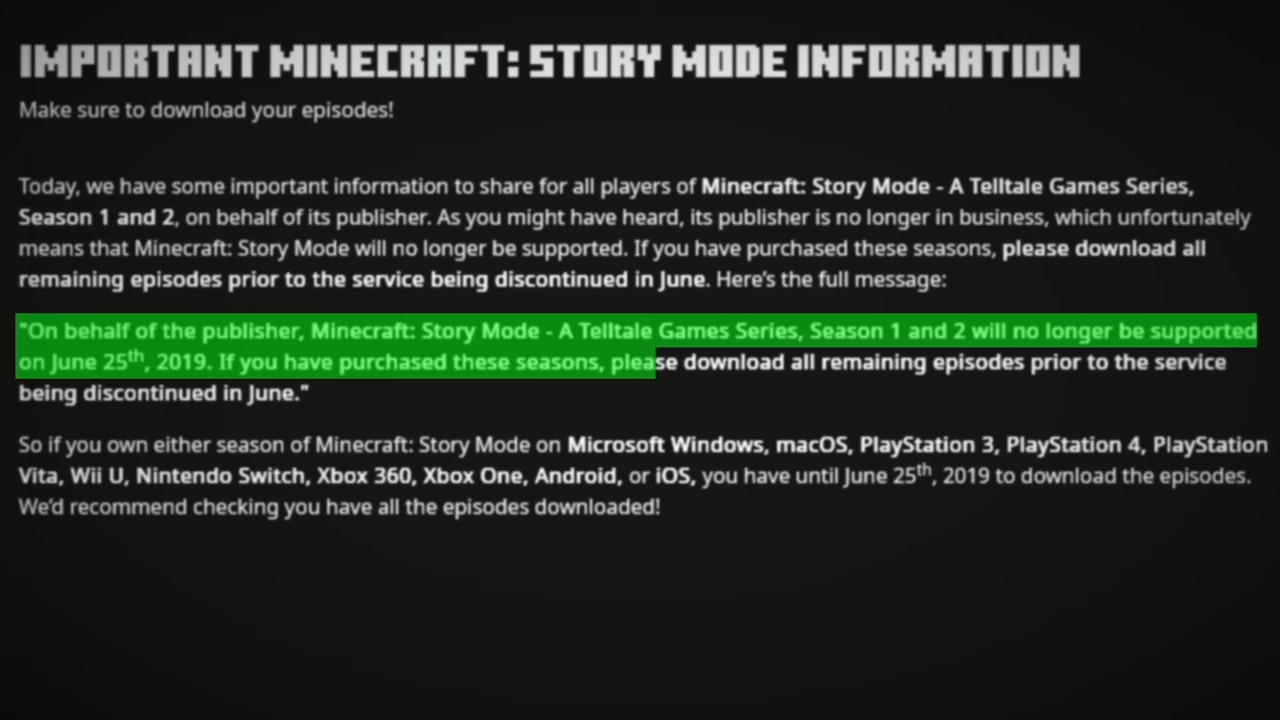 IMPORTANT MINECRAFT: STORY MODE INFORMATION
Make sure to download your episodes!
Today, we have some important information to share for all players of Minecraft: Story Mode - A Telltale Games Series,
Season 1 and 2, on behalf of its publisher. As you might have heard, its publisher is no longer in business, which unfortunately
means that Minecraft: Story Mode will no longer be supported. If you have purchased these seasons, please download all
remaining episodes prior to the service being discontinued in June. Here's the full message:
"On behalf of the publisher, Minecraft: Story Mode - A Telltale Games Series, Season 1 and 2 will no longer be supported
on June 25th, 2019. If you have purchased these seasons, please download all remaining episodes prior to the service
being discontinued in June."
So if you own either season of Minecraft: Story Mode on Microsoft Windows, macOS, PlayStation 3, PlayStation 4, PlayStation
Vita, Wii U, Nintendo Switch, Xbox 360, Xbox One, Android, or iOS, you have until June 25th, 2019 to download the episodes.
We'd recommend checking you have all the episodes downloaded!